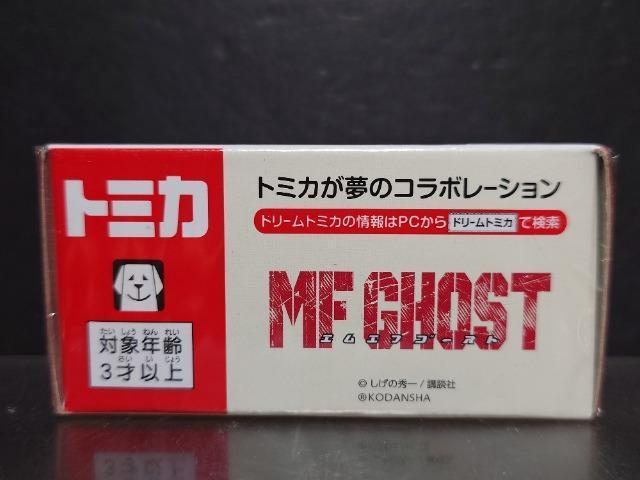 トミカ
たいしょうねんれい
対象年齢
さいいじょう
3才以上
トミカが夢のコラボレーション
ドリームトミカの情報はPCから ドリームトミカ で検索
MF GHOST
エムエフゴースト
©しげの秀一/講談社
®KODANSHA